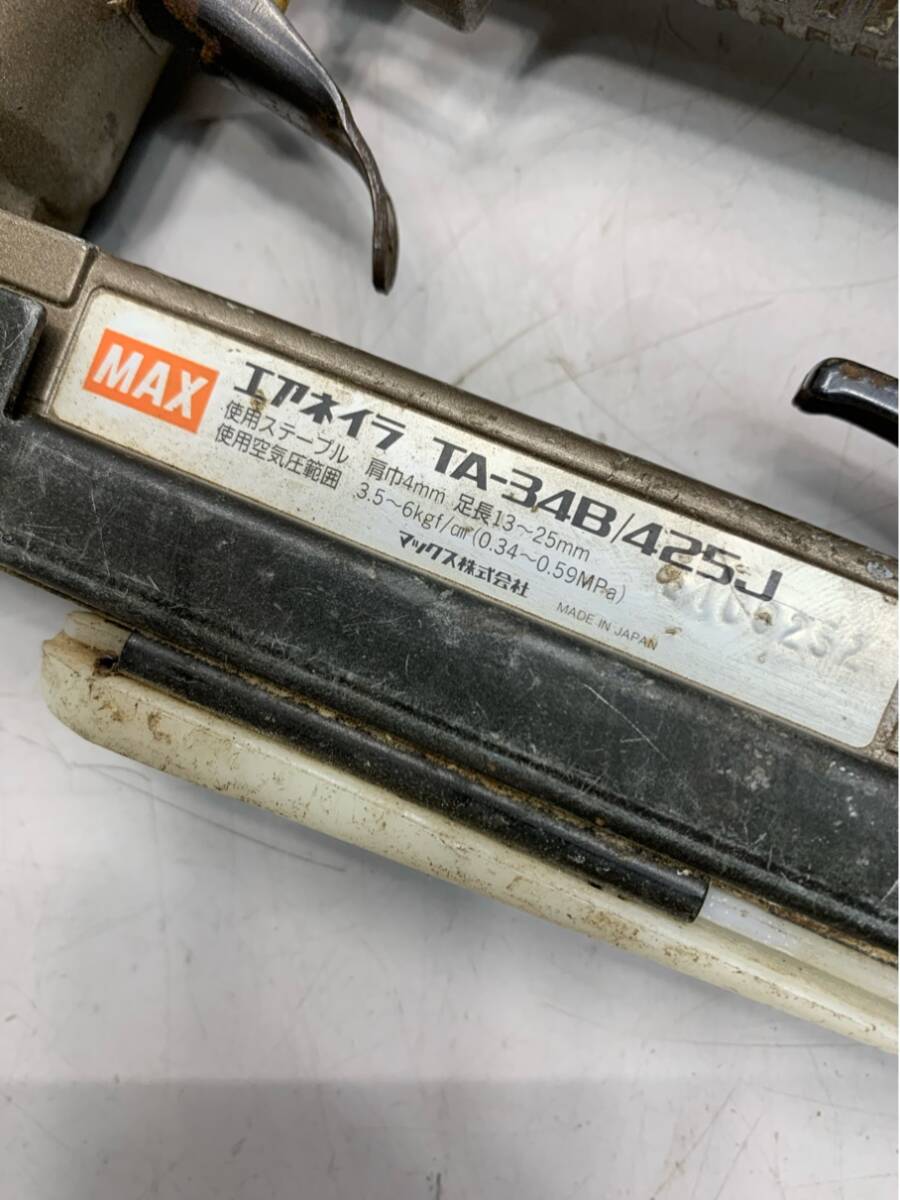 MAX エアネイラ TA-34B/425J
使用ステープル 肩巾4mm 足長13～25mm
使用空気圧範囲 3.5～6kgf/㎠(0.34～0.59MPa)
マックス株式会社 MADE IN JAPAN